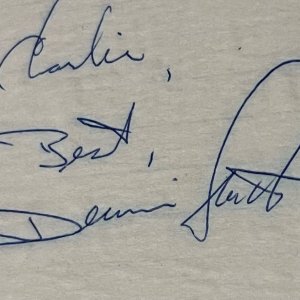 Charlie,
Best,
Dennis